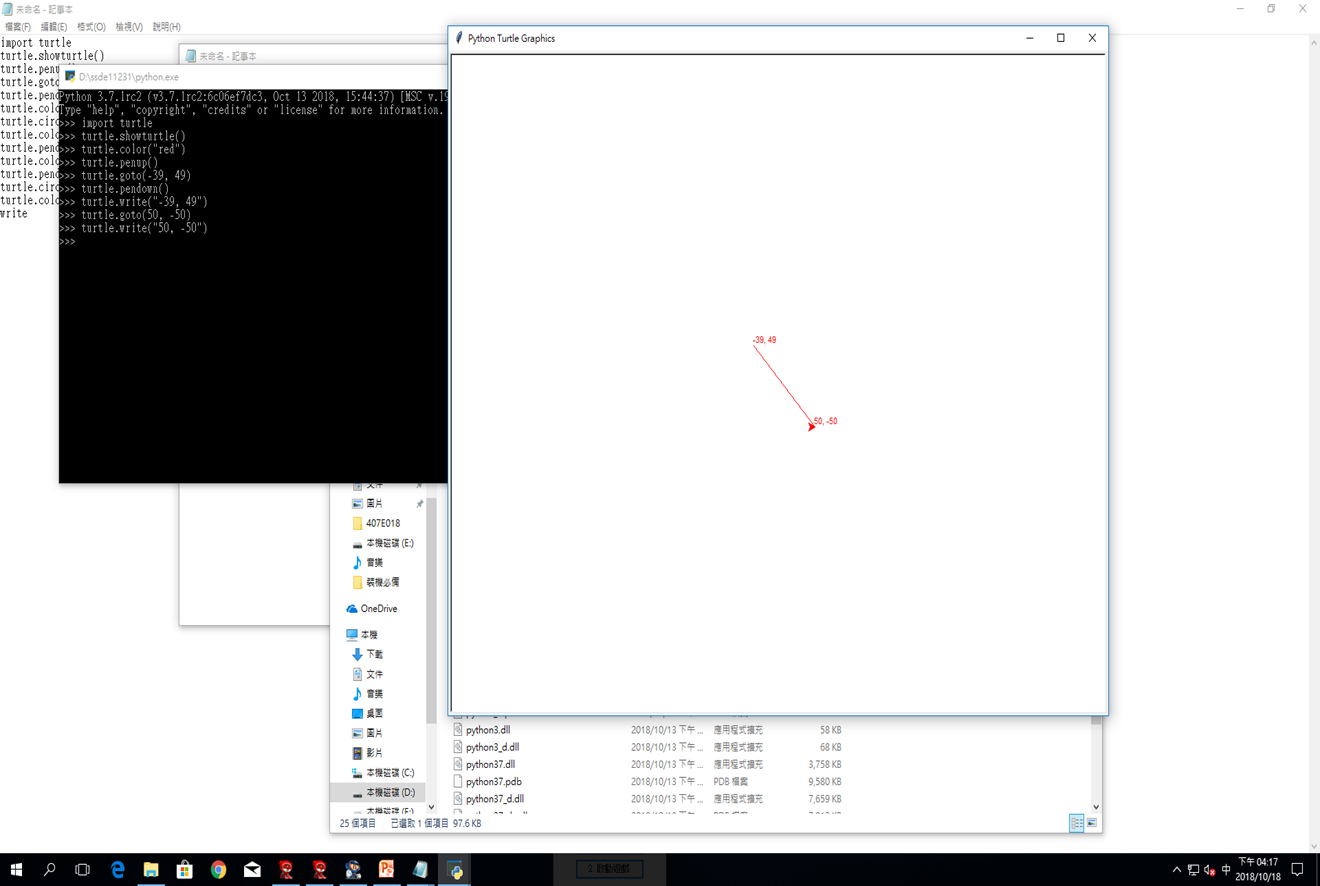 未命名 - 記事本
檔案(F) 編輯(E) 格式(O) 檢視(V) 說明(H)
import turtle
turtle.showturtle()
turtle.penu
turtle.goto
turtle.pend
turtle.colo
turtle.circ
turtle.colo
turtle.pend
turtle.colo
turtle.pend
turtle.circ
turtle.colo
write
未命名 - 記事本
D:\ssde11231\python.exe
Python 3.7.1rc2 (v3.7.1rc2:6c06ef7dc3, Oct 13 2018, 15:44:37) [MSC v.19
Type "help", "copyright", "credits" or "license" for more information.
>>> import turtle
>>> turtle.showturtle()
>>> turtle.color("red")
>>> turtle.penup()
>>> turtle.goto(-39, 49)
>>> turtle.pendown()
>>> turtle.write("-39, 49")
>>> turtle.goto(50, -50)
>>> turtle.write("50, -50")
>>>
Python Turtle Graphics
-39, 49
50, -50
文件
圖片
407E018
本機磁碟 (E:)
音樂
裝機必備
OneDrive
本機
下載
文件
音樂
桌面
圖片
影片
本機磁碟 (C:)
本機磁碟 (D:)
本機磁碟 (E:)
python3.dll 2018/10/13 下午 ... 應用程式擴充 58 KB
python3_d.dll 2018/10/13 下午 ... 應用程式擴充 68 KB
python37.dll 2018/10/13 下午 ... 應用程式擴充 3,758 KB
python37.pdb 2018/10/13 下午 ... PDB 檔案 9,580 KB
python37_d.dll 2018/10/13 下午 ... 應用程式擴充 7,659 KB
25 個項目 已選取 1 個項目 97.6 KB
中
下午 04:17
2018/10/18